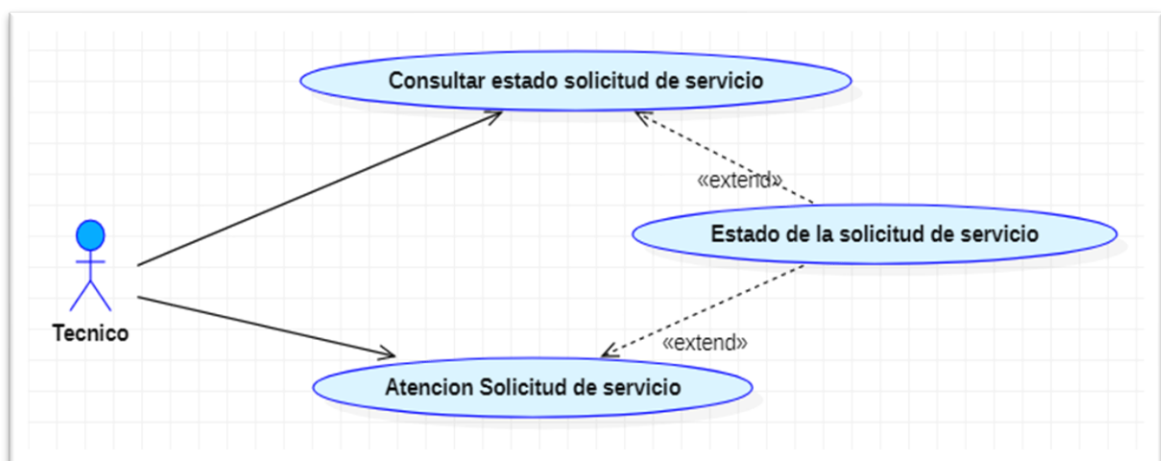 Consultar estado solicitud de servicio
«extend»
Estado de la solicitud de servicio
Tecnico
«extend»
Atencion Solicitud de servicio